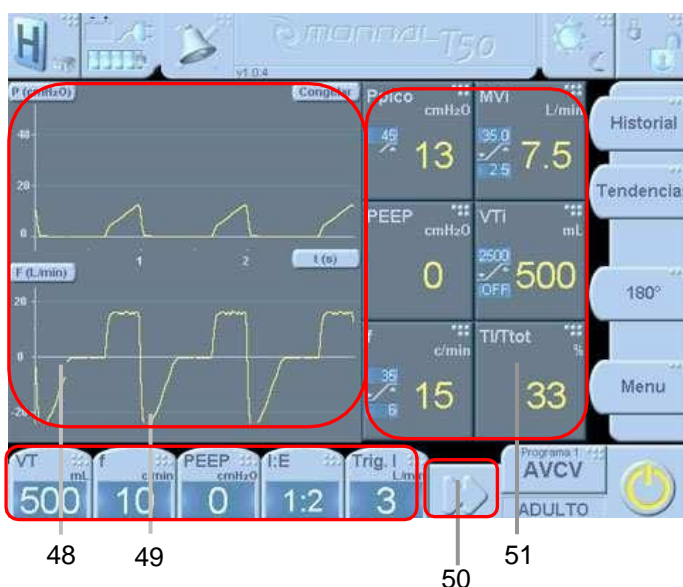 H
monnal T50
v1.0.4
P (cmH2O)
Congelar
40
20
0
1
2
t (s)
F (L/min)
20
0
-20
Ppico
cmH2O
45
13
MVi
L/min
35.0
2.5
7.5
PEEP
cmH2O
0
VTi
mL
2500
OFF
500
f
c/min
35
6
15
TI/Ttot
%
33
Historial
Tendencia
180°
Menu
VT
mL
500
f
c/min
10
PEEP
cmH2O
0
I:E
1:2
Trig. I
L/min
3
Programa 1
AVCV
ADULTO
48
49
50
51